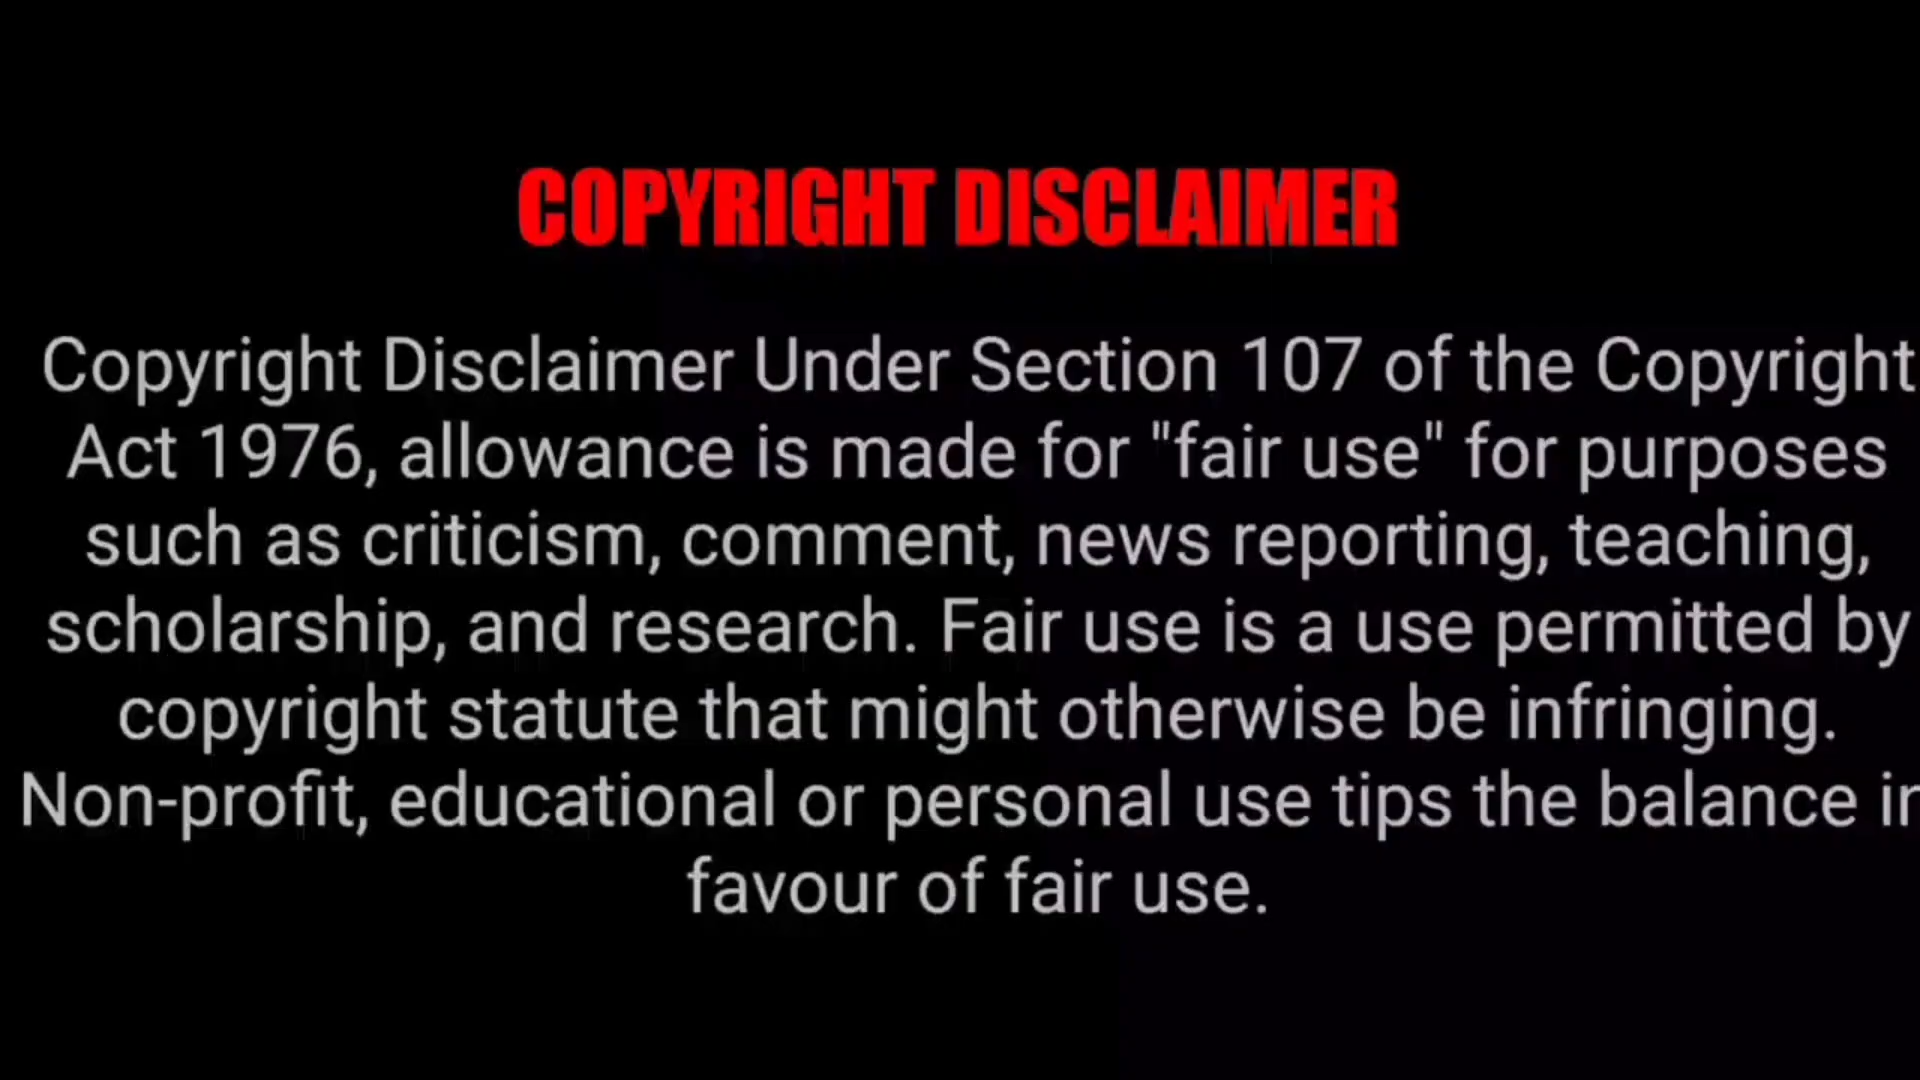 COPYRIGHT DISCLAIMER
Copyright Disclaimer Under Section 107 of the Copyright
Act 1976, allowance is made for "fair use" for purposes
such as criticism, comment, news reporting, teaching,
scholarship, and research. Fair use is a use permitted by
copyright statute that might otherwise be infringing.
Non-profit, educational or personal use tips the balance in
favour of fair use.